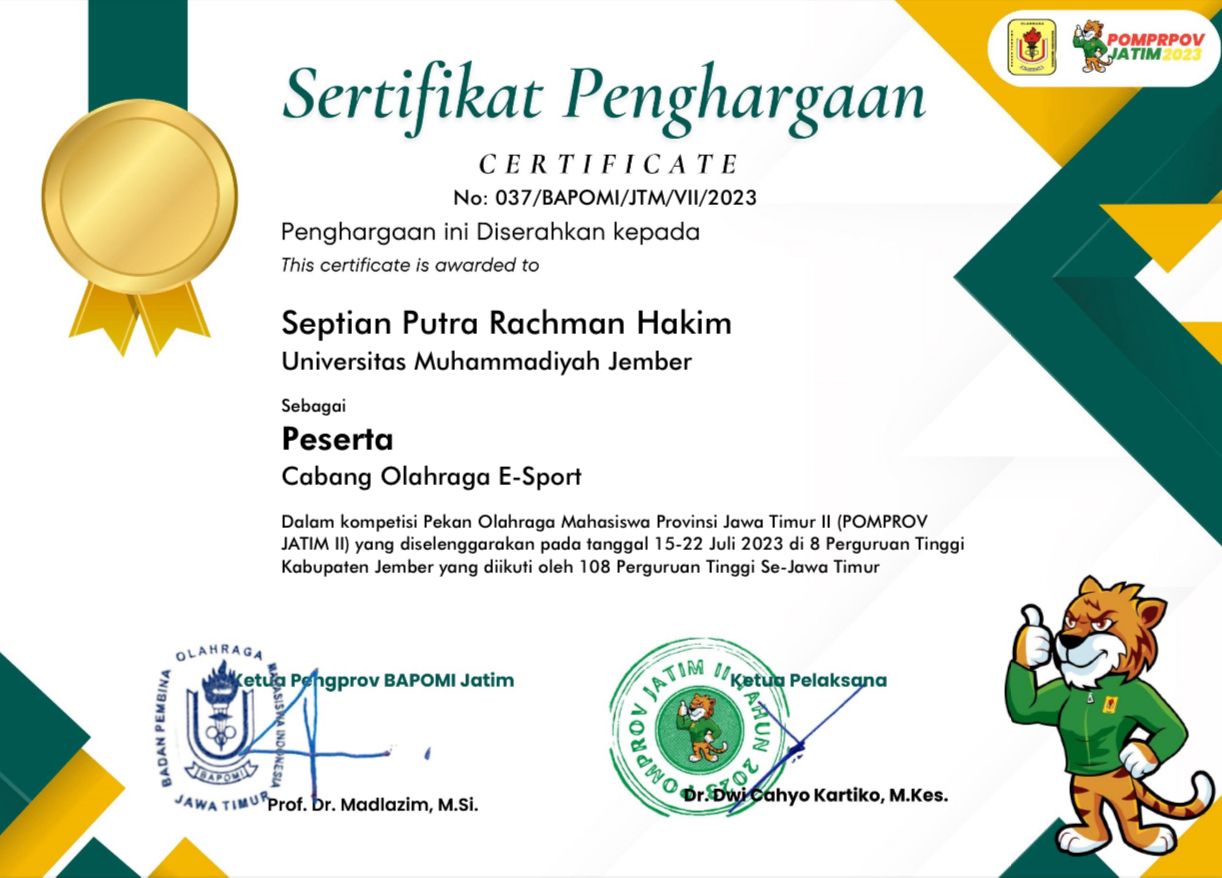 OLAHRAGA
BAPOMI
POMPRPOV
JATIM 2023
Sertifikat Penghargaan
CERTIFICATE
No: 037/BAPOMI/JTM/VII/2023
Penghargaan ini Diserahkan kepada
This certificate is awarded to
Septian Putra Rachman Hakim
Universitas Muhammadiyah Jember
Sebagai
Peserta
Cabang Olahraga E-Sport
Dalam kompetisi Pekan Olahraga Mahasiswa Provinsi Jawa Timur II (POMPROV
JATIM II) yang diselenggarakan pada tanggal 15-22 Juli 2023 di 8 Perguruan Tinggi
Kabupaten Jember yang diikuti oleh 108 Perguruan Tinggi Se-Jawa Timur
Ketua Pengprov BAPOMI Jatim
BADAN PEMBINA OLAHRAGA MAHASISWA INDONESIA
BAPOMI
JAWA TIMUR
Prof. Dr. Madlazim, M.Si.
Ketua Pelaksana
POMPROV JATIM II TAHUN 2023
Dr. Dwi Cahyo Kartiko, M.Kes.